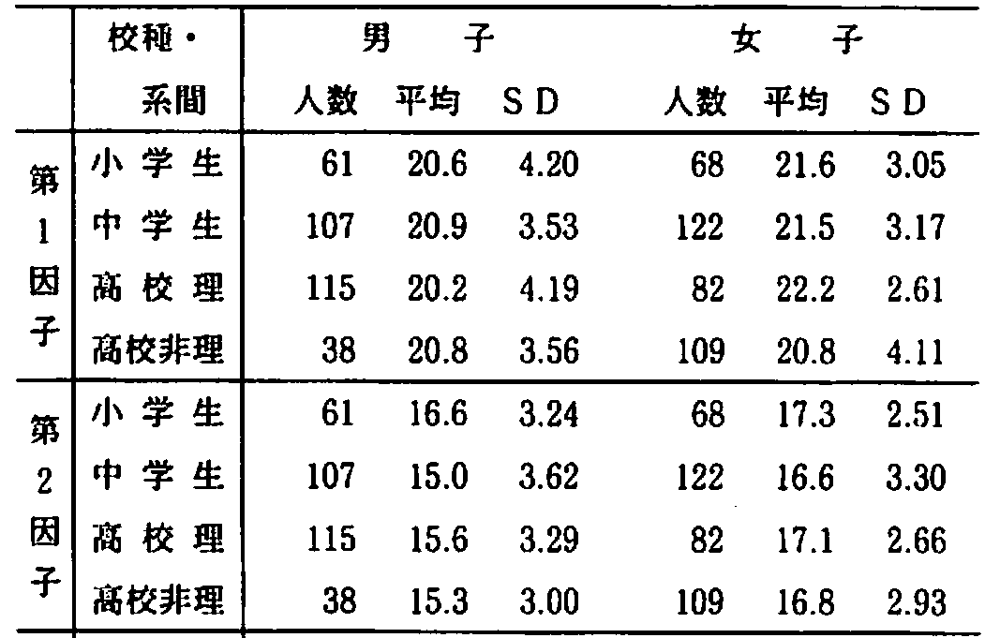 校種・ 男 子 女 子
系間 人数 平均 SD 人数 平均 SD
第1因子
小学生 61 20.6 4.20 68 21.6 3.05
中学生 107 20.9 3.53 122 21.5 3.17
高校理 115 20.2 4.19 82 22.2 2.61
高校非理 38 20.8 3.56 109 20.8 4.11
第2因子
小学生 61 16.6 3.24 68 17.3 2.51
中学生 107 15.0 3.62 122 16.6 3.30
高校理 115 15.6 3.29 82 17.1 2.66
高校非理 38 15.3 3.00 109 16.8 2.93